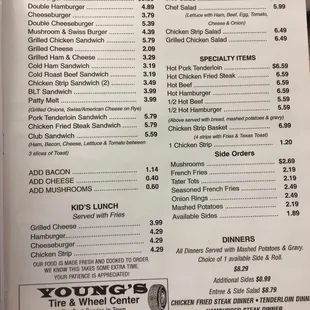 Double Hamburger 4.89
Cheeseburger 3.79
Double Cheeseburger 5.39
Mushroom & Swiss Burger 4.39
Grilled Chicken Sandwich 5.79
Grilled Cheese 2.09
Grilled Ham & Cheese 3.29
Cold Ham Sandwich 3.19
Cold Roast Beef Sandwich 3.19
Chicken Strip Sandwich (2) 3.49
BLT Sandwich 3.99
Patty Melt 3.99
(Grilled Onions, Swiss/American Cheese on Rye)
Pork Tenderloin Sandwich 5.79
Chicken Fried Steak Sandwich 5.79
Club Sandwich 5.59
(Ham, Bacon, Cheese, Lettuce & Tomato between
3 slices of Toast)
ADD BACON 1.14
ADD CHEESE 0.40
ADD MUSHROOMS 0.60
KID'S LUNCH
Served with Fries
Grilled Cheese 3.99
Hamburger 4.29
Cheeseburger 4.29
Chicken Strip 4.29
OUR FOOD IS MADE FRESH AND COOKED TO ORDER.
WE KNOW THIS TAKES SOME EXTRA TIME.
YOUR PATIENCE IS APPRECIATED!
YOUNG'S
Tire & Wheel Center
Chef Salad 5.99
(Lettuce with Ham, Beef, Egg, Tomato,
Cheese & Onion)
Chicken Strip Salad 6.49
Grilled Chicken Salad 6.49
SPECIALTY ITEMS
Hot Pork Tenderloin $6.59
Hot Chicken Fried Steak 6.59
Hot Beef 6.59
Hot Hamburger 6.59
1/2 Hot Beef 5.59
1/2 Hot Hamburger 5.59
(Above served with bread, mashed potatoes & gravy)
Chicken Strip Basket 6.99
(4 strips with Fries & Texas Toast)
1 Chicken Strip 1.20
Side Orders
Mushrooms $2.69
French Fries 2.19
Tater Tots 2.19
Seasoned French Fries 2.49
Onion Rings 2.49
Mashed Potatoes 2.19
Available Sides 1.89
DINNERS
All Dinners Served with Mashed Potatoes & Gravy.
Choice of 1 available Side & Roll.
$8.29
Additional Sides $0.99
Entree & Side Salad $8.79
CHICKEN FRIED STEAK DINNER • TENDERLOIN DINNER